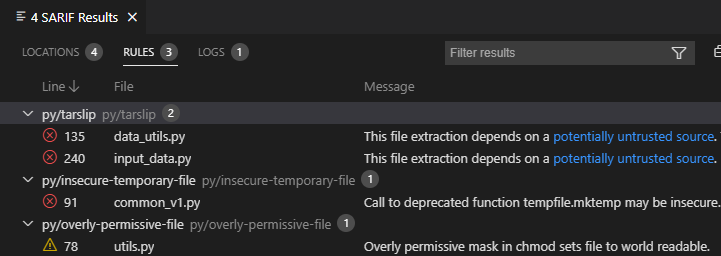 4 SARIF Results
LOCATIONS 4 RULES 3 LOGS 1 Filter results
Line File Message
py/tarslip py/tarslip 2
135 data_utils.py This file extraction depends on a potentially untrusted source.
240 input_data.py This file extraction depends on a potentially untrusted source.
py/insecure-temporary-file py/insecure-temporary-file 1
91 common_v1.py Call to deprecated function tempfile.mktemp may be insecure.
py/overly-permissive-file py/overly-permissive-file 1
78 utils.py Overly permissive mask in chmod sets file to world readable.